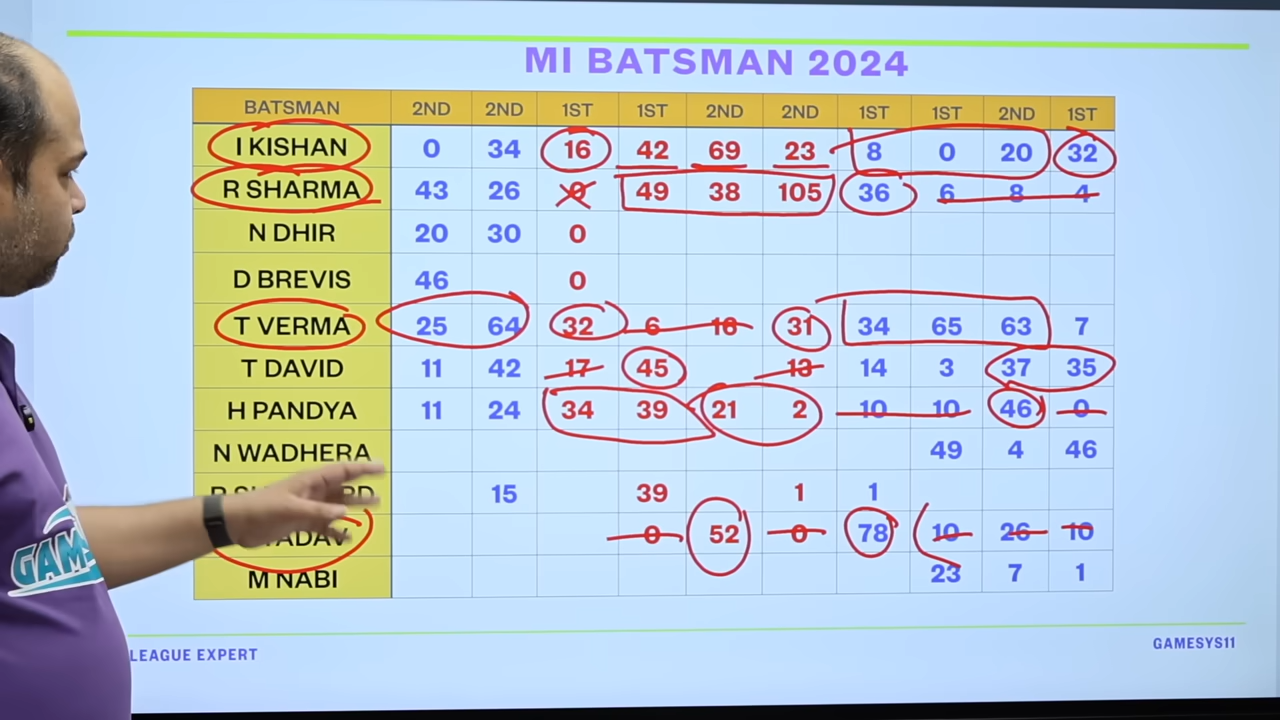 MI BATSMAN 2024
BATSMAN 2ND 2ND 1ST 1ST 2ND 2ND 1ST 1ST 2ND 1ST
I KISHAN 0 34 16 42 69 23 8 0 20 32
R SHARMA 43 26 0 49 38 105 36 6 8 4
N DHIR 20 30 0
D BREVIS 46 0
T VERMA 25 64 32 6 16 31 34 65 63 7
T DAVID 11 42 17 45 13 14 3 37 35
H PANDYA 11 24 34 39 21 2 10 10 46 0
N WADHERA 49 4 46
15 39 1 1
YADAV 0 52 0 78 10 26 10
M NABI 23 7 1
LEAGUE EXPERT
GAMESYS11
GAM